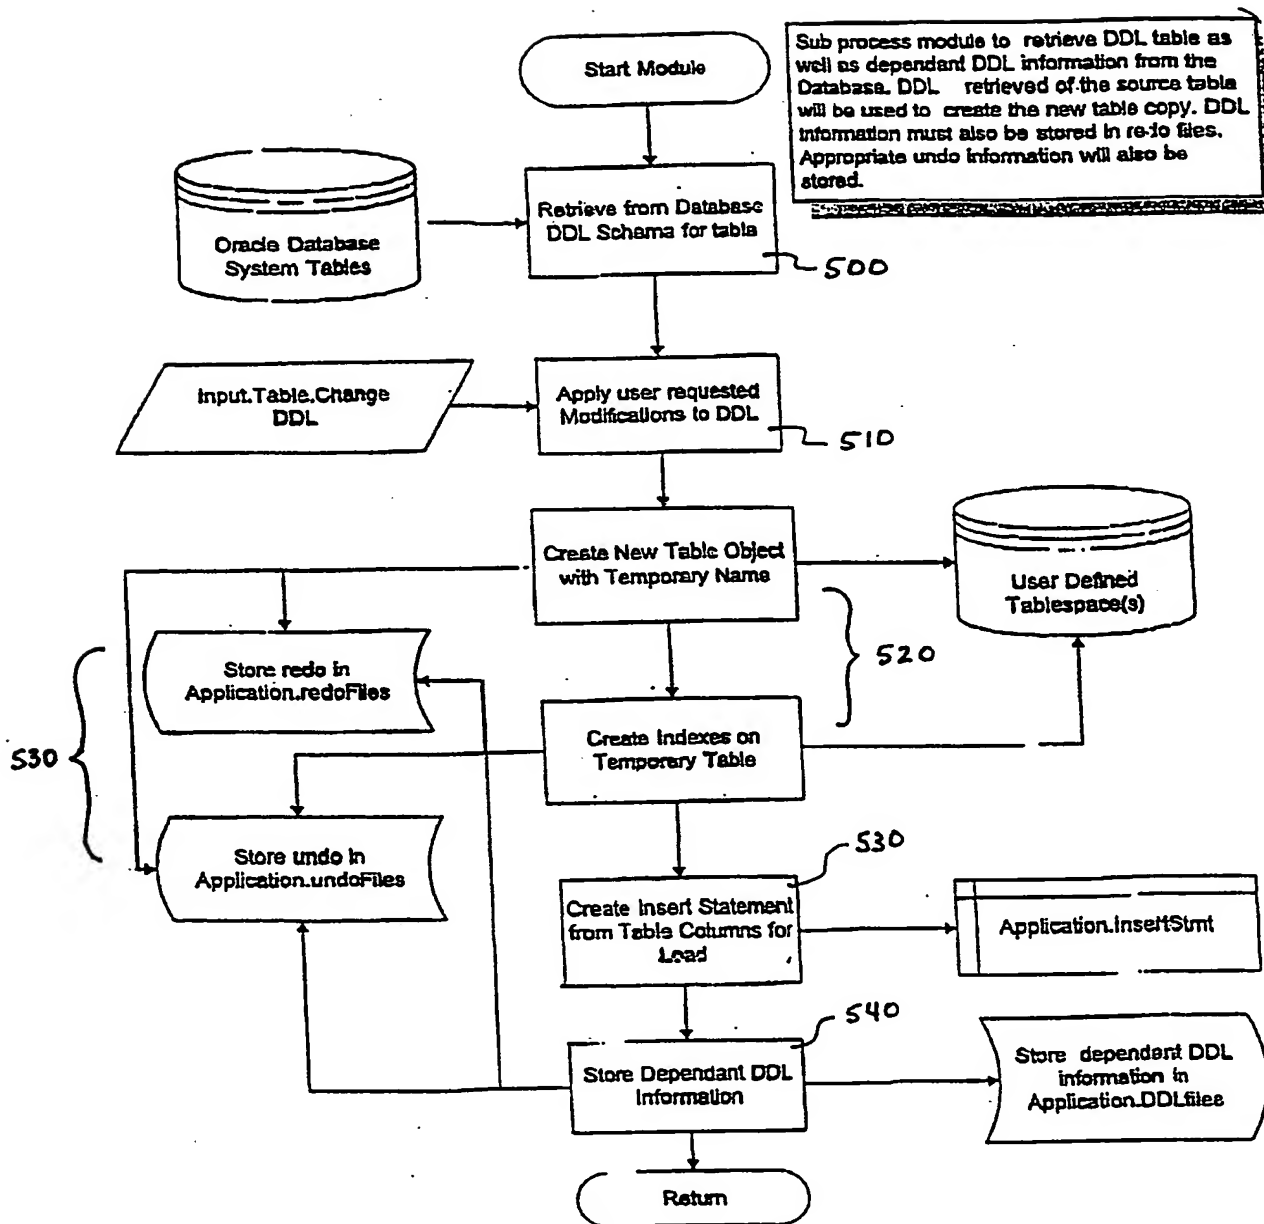 Start Module
Sub process module to retrieve DDL table as
well as dependant DDL information from the
Database. DDL retrieved of the source table
will be used to create the new table copy. DDL
information must also be stored in re-do files.
Appropriate undo information will also be
stored.
Oracle Database
System Tables
Retrieve from Database
DDL Schema for table
500
Input.Table.Change
DDL
Apply user requested
Modifications to DDL
510
Create New Table Object
with Temporary Name
User Defined
Tablespace(s)
520
Store redo in
Application.redoFiles
530
Create Indexes on
Temporary Table
Store undo in
Application.undoFiles
530
Create Insert Statement
from Table Columns for
Load
Application.InsertStmt
540
Store Dependant DDL
Information
Store dependent DDL
information in
Application.DDLfiles
Return